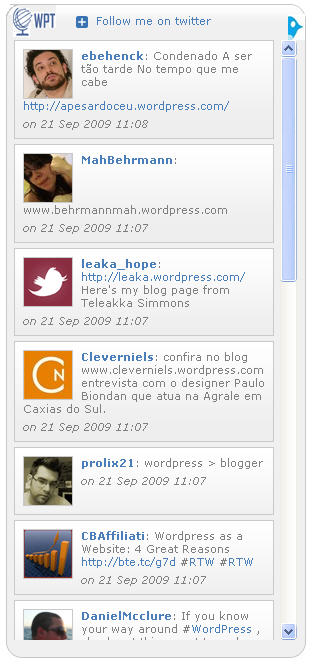 WPT
Follow me on twitter
ebehenck: Condenado A ser
tão tarde No tempo que me
cabe
http://apesardoceu.wordpress.com/
on 21 Sep 2009 11:08
MahBehrmann:
www.behrmannmah.wordpress.com
on 21 Sep 2009 11:07
leaka_hope:
http://leaka.wordpress.com/
Here's my blog page from
Teleakka Simmons
on 21 Sep 2009 11:07
CN
Cleverniels: confira no blog
www.cleverniels.wordpress.com
entrevista com o designer Paulo
Biondan que atua na Agrale em
Caxias do Sul.
on 21 Sep 2009 11:07
prolix21: wordpress > blogger
on 21 Sep 2009 11:07
CBAffiliati: Wordpress as a
Website: 4 Great Reasons
http://bte.tc/g7d #RTW #RTW
on 21 Sep 2009 11:07
DanielMcclure: If you know
your way around #WordPress ,